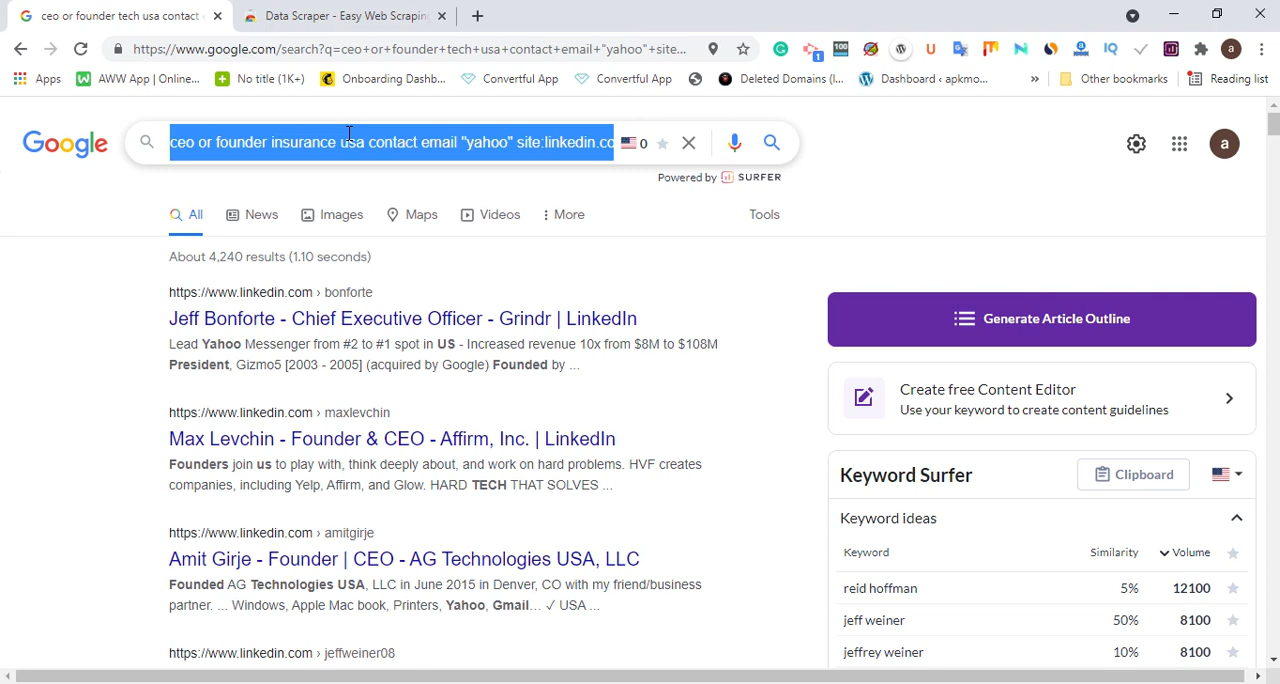 ceo or founder tech usa contact
Data Scraper - Easy Web Scraping
https://www.google.com/search?q=ceo+or+founder+tech+usa+contact+email+"yahoo"+site...
Apps
AWW App | Online...
No title (1K+)
Onboarding Dashb...
Convertful App
Convertful App
Deleted Domains (I...
Dashboard ‹ apkmo...
»
Other bookmarks
Reading list
Google
ceo or founder insurance usa contact email "yahoo" site:linkedin.co
0
Powered by SURFER
All
News
Images
Maps
Videos
More
Tools
About 4,240 results (1.10 seconds)
https://www.linkedin.com › bonforte
Jeff Bonforte - Chief Executive Officer - Grindr | LinkedIn
Lead Yahoo Messenger from #2 to #1 spot in US - Increased revenue 10x from $8M to $108M
President, Gizmo5 [2003 - 2005] (acquired by Google) Founded by ...
https://www.linkedin.com › maxlevchin
Max Levchin - Founder & CEO - Affirm, Inc. | LinkedIn
Founders join us to play with, think deeply about, and work on hard problems. HVF creates
companies, including Yelp, Affirm, and Glow. HARD TECH THAT SOLVES ...
https://www.linkedin.com › amitgirje
Amit Girje - Founder | CEO - AG Technologies USA, LLC
Founded AG Technologies USA, LLC in June 2015 in Denver, CO with my friend/business
partner. ... Windows, Apple Mac book, Printers, Yahoo, Gmail... ✓ USA ...
https://www.linkedin.com › jeffweiner08
Generate Article Outline
Create free Content Editor
Use your keyword to create content guidelines
Keyword Surfer
Clipboard
Keyword ideas
Keyword Similarity Volume
reid hoffman 5% 12100
jeff weiner 50% 8100
jeffrey weiner 10% 8100